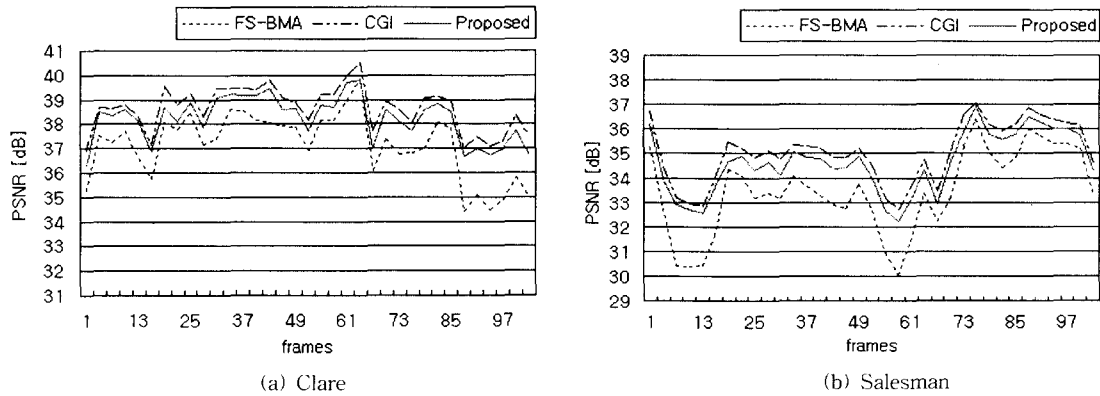 FS-BMA CGI Proposed
PSNR [dB]
41
40
39
38
37
36
35
34
33
32
31
1 13 25 37 49 61 73 85 97
frames
(a) Clare
FS-BMA CGI Proposed
PSNR [dB]
39
38
37
36
35
34
33
32
31
30
29
1 13 25 37 49 61 73 85 97
frames
(b) Salesman